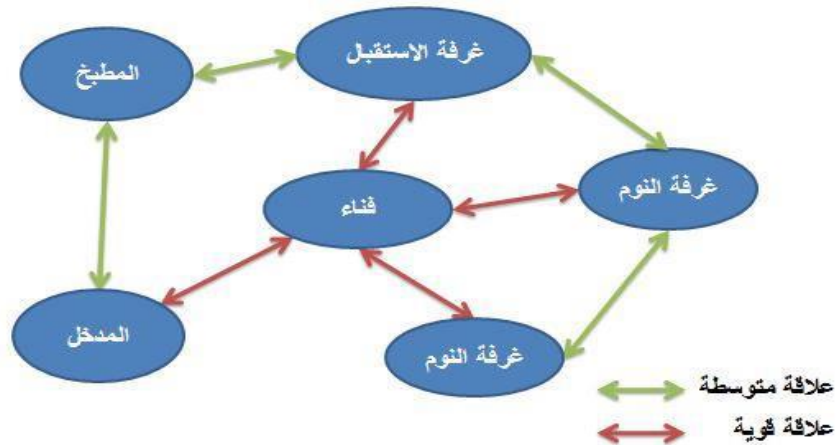 غرفة الاستقبال
المطبخ
غرفة النوم
فناء
المدخل
غرفة النوم
علاقة متوسطة
علاقة قوية